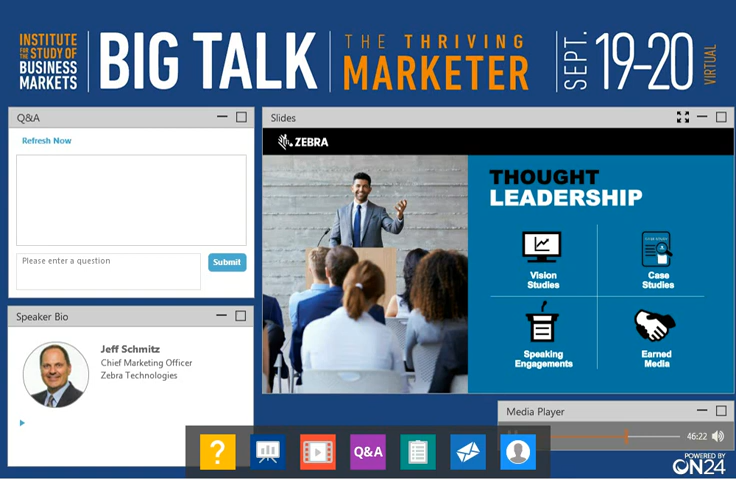 INSTITUTE
FOR THE STUDY OF
BUSINESS
MARKETS
BIG TALK
THE THRIVING
MARKETER
SEPT.
19-20
VIRTUAL
Q&A
Refresh Now
Please enter a question
Submit
Speaker Bio
Jeff Schmitz
Chief Marketing Officer
Zebra Technologies
Slides
ZEBRA
THOUGHT
LEADERSHIP
Vision
Studies
CASE STUDY
Case
Studies
Speaking
Engagements
Earned
Media
Media Player
46:22
?
Q&A
POWERED BY
ON24